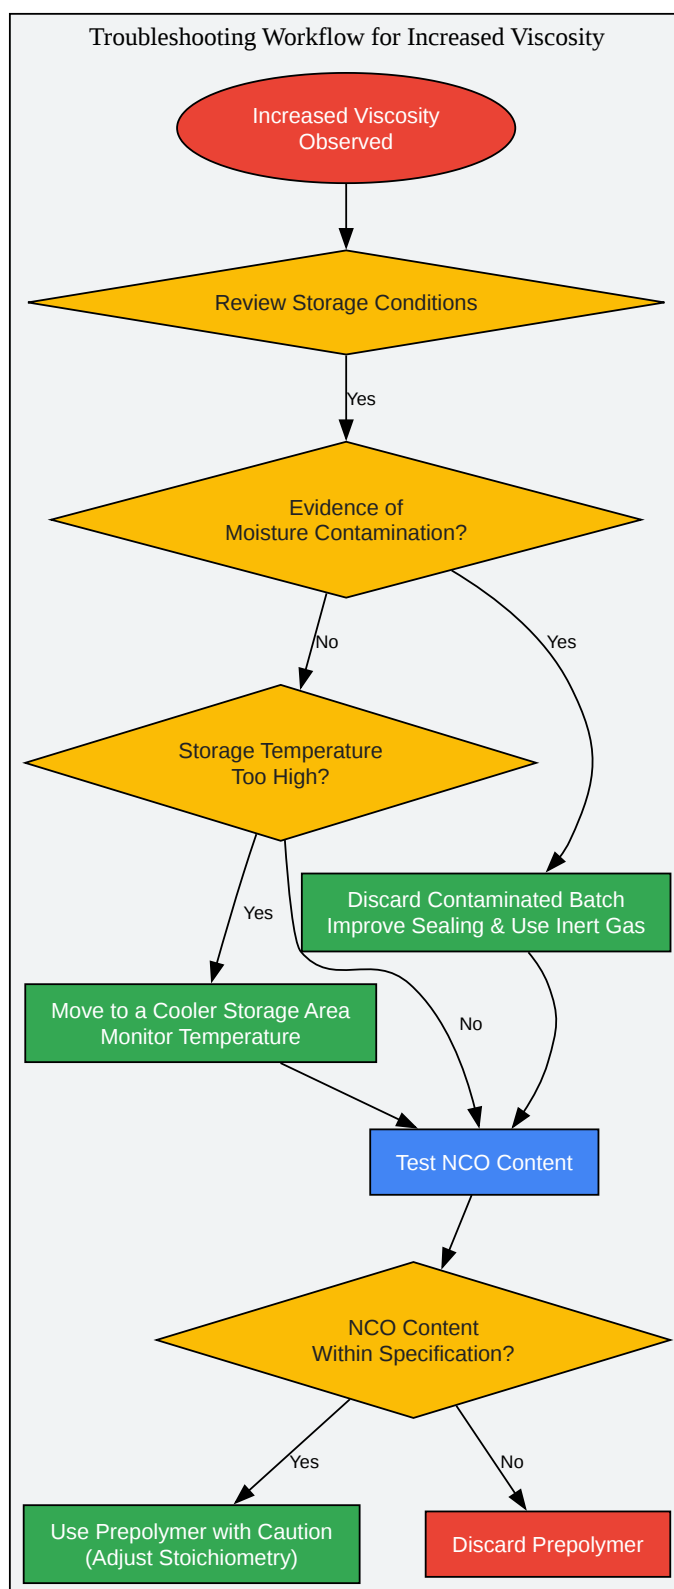 Troubleshooting Workflow for Increased Viscosity
Increased Viscosity
Observed
Review Storage Conditions
Yes
Evidence of
Moisture Contamination?
No
Yes
Storage Temperature
Too High?
Discard Contaminated Batch
Improve Sealing & Use Inert Gas
Yes
Move to a Cooler Storage Area
Monitor Temperature
No
Test NCO Content
NCO Content
Within Specification?
Yes
No
Use Prepolymer with Caution
(Adjust Stoichiometry)
Discard Prepolymer